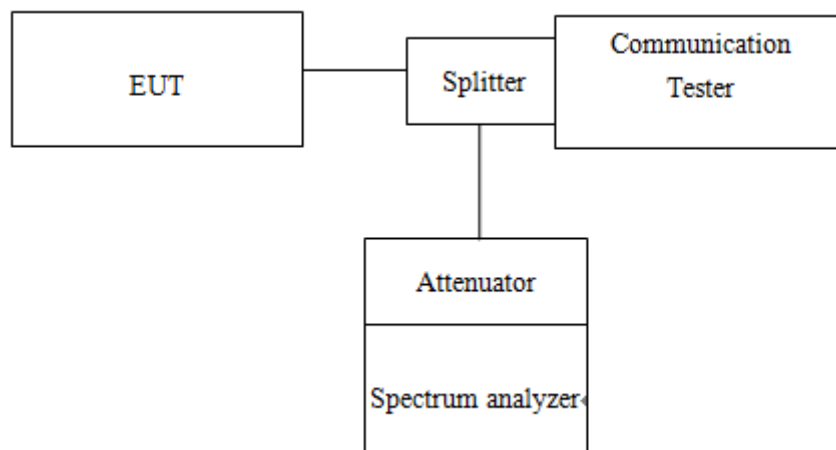 EUT
Splitter
Communication
Tester
Attenuator
Spectrum analyzer